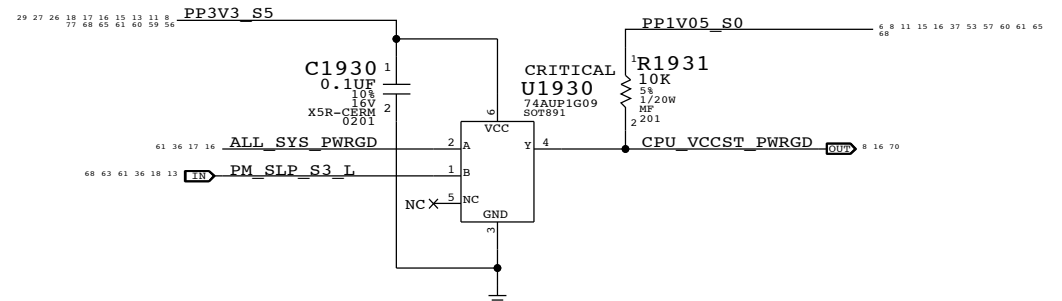 29 27 26 18 17 16 15 13 11 8
77 68 65 61 60 59 56
PP3V3_S5
PP1V05_S0
6 8 11 15 16 37 53 57 60 61 65
68
C1930
1
0.1UF
10%
16V
X5R-CERM
2
0201
CRITICAL
U1930
74AUP1G09
SOT891
1
R1931
10K
5%
1/20W
MF
2
201
6
VCC
61 36 17 16
ALL_SYS_PWRGD
2
A
Y
4
CPU_VCCST_PWRGD
OUT
8 16 70
68 63 61 36 18 13
IN
PM_SLP_S3_L
1
B
NC
5
NC
GND
3